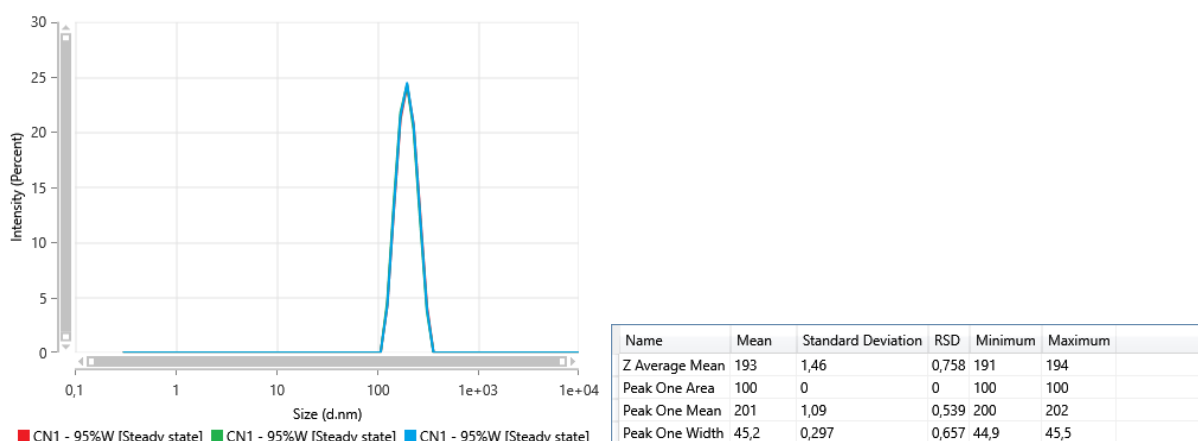 30
25
20
15
10
5
0
Intensity (Percent)
0,1 1 10 100 1e+03 1e+04
Size (d.nm)
CN1 - 95%W [Steady state] CN1 - 95%W [Steady state] CN1 - 95%W [Steady state]
Name Mean Standard Deviation RSD Minimum Maximum
Z Average Mean 193 1,46 0,758 191 194
Peak One Area 100 0 0 100 100
Peak One Mean 201 1,09 0,539 200 202
Peak One Width 45,2 0,297 0,657 44,9 45,5